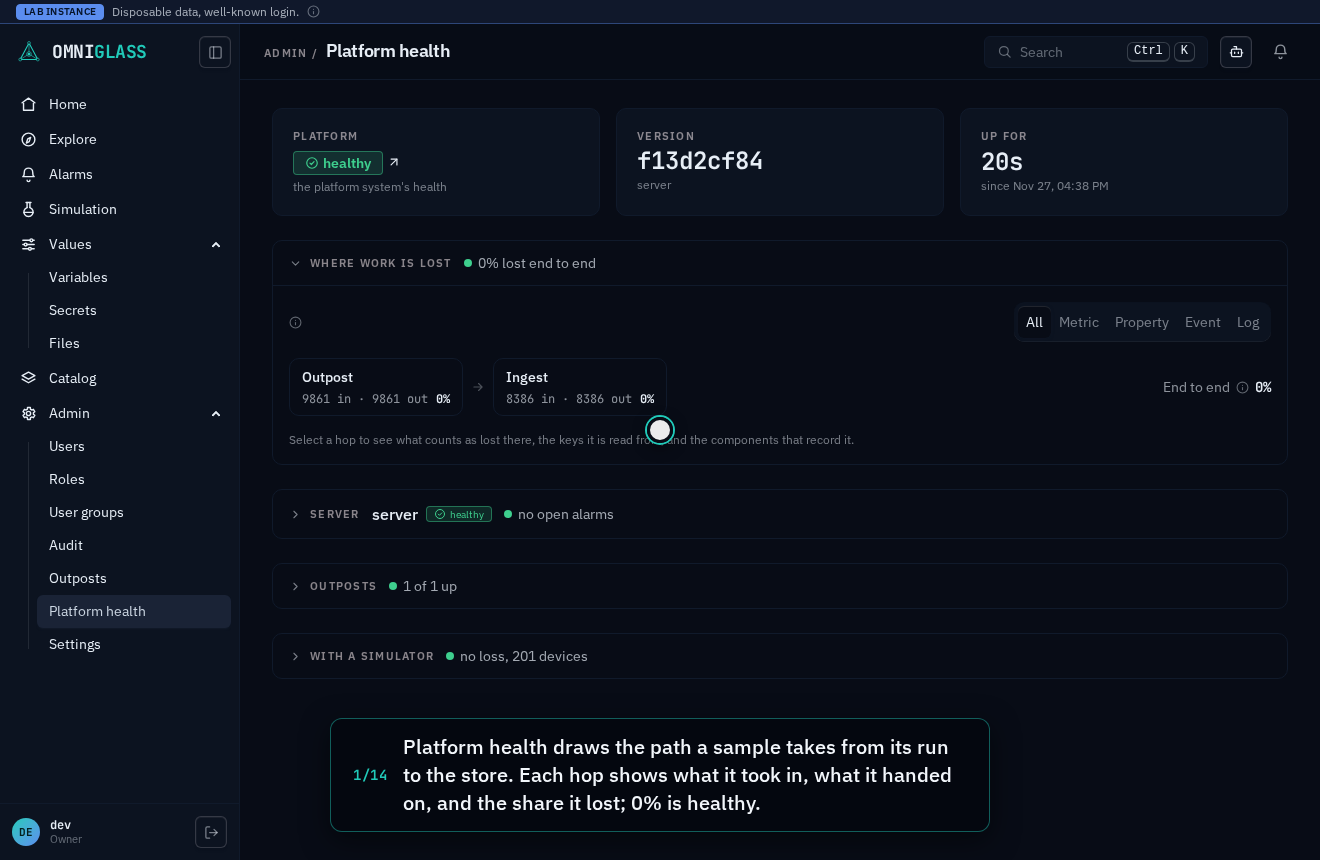 LAB INSTANCE Disposable data, well-known login.
OMNIGLASS
ADMIN / Platform health
Search Ctrl K
Home
Explore
Alarms
Simulation
Values
Variables
Secrets
Files
Catalog
Admin
Users
Roles
User groups
Audit
Outposts
Platform health
Settings
DE dev
Owner
PLATFORM
healthy
the platform system's health
VERSION
f13d2cf84
server
UP FOR
20s
since Nov 27, 04:38 PM
WHERE WORK IS LOST 0% lost end to end
All Metric Property Event Log
Outpost
9861 in · 9861 out 0%
Ingest
8386 in · 8386 out 0%
End to end 0%
Select a hop to see what counts as lost there, the keys it is read and the components that record it.
SERVER server healthy no open alarms
OUTPOSTS 1 of 1 up
WITH A SIMULATOR no loss, 201 devices
1/14
Platform health draws the path a sample takes from its run
to the store. Each hop shows what it took in, what it handed
on, and the share it lost; 0% is healthy.